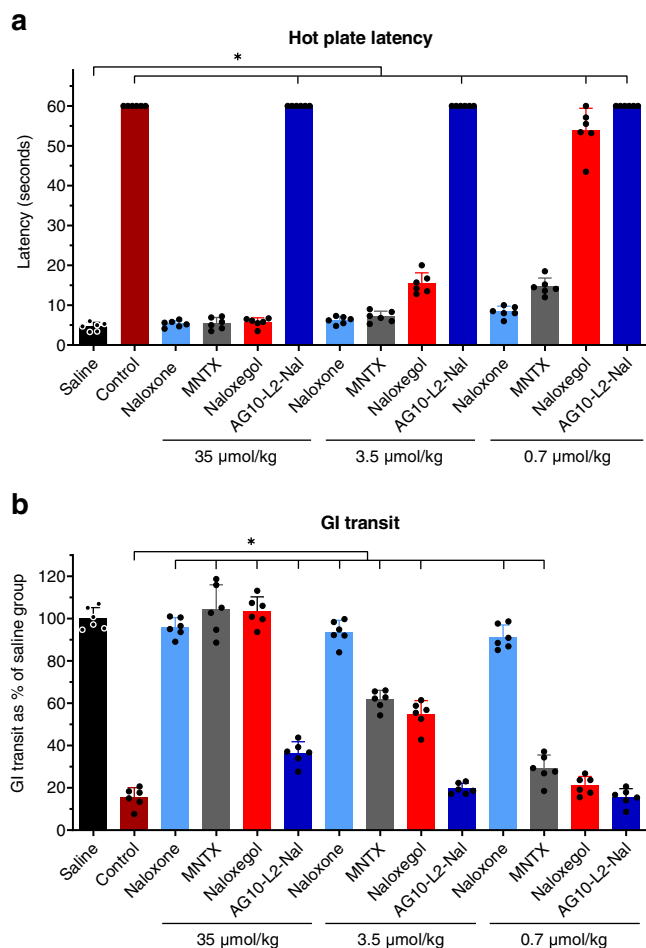 a
Hot plate latency
*
Latency (seconds)
60
50
40
30
20
10
0
Saline
Control
Naloxone
MNTX
Naloxegol
AG10-L2-Nal
Naloxone
MNTX
Naloxegol
AG10-L2-Nal
Naloxone
MNTX
Naloxegol
AG10-L2-Nal
35 µmol/kg
3.5 µmol/kg
0.7 µmol/kg
b
GI transit
*
GI transit as % of saline group
120
100
80
60
40
20
0
Saline
Control
Naloxone
MNTX
Naloxegol
AG10-L2-Nal
Naloxone
MNTX
Naloxegol
AG10-L2-Nal
Naloxone
MNTX
Naloxegol
AG10-L2-Nal
35 µmol/kg
3.5 µmol/kg
0.7 µmol/kg